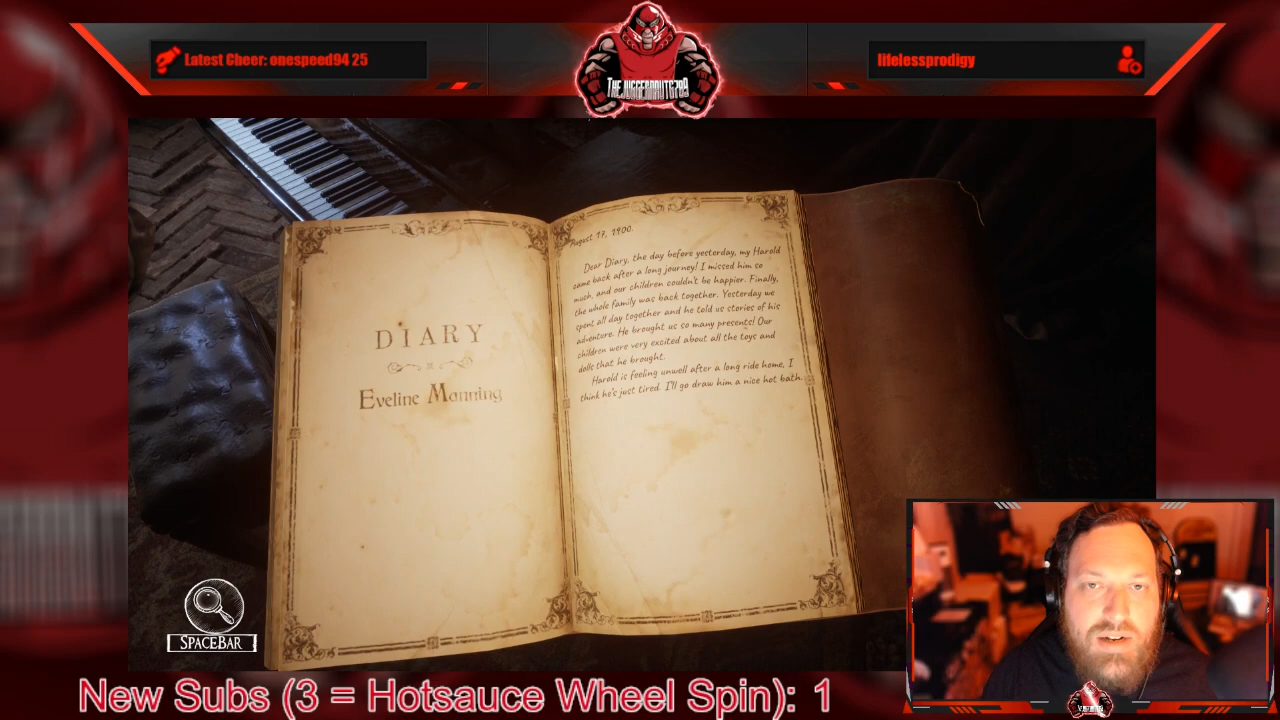 Latest Cheer: onespeed94 25
THEJUGGERNAUT6789
lifelessprodigy
DIARY
Eveline Manning
August 17, 1900.
Dear Diary, the day before yesterday, my Harold
came back after a long journey! I missed him so
much, and our children couldn't be happier. Finally,
the whole family was back together. Yesterday we
spent all day together and he told us stories of his
adventure. He brought us so many presents! Our
children were very excited about all the toys and
dolls that he brought.
Harold is feeling unwell after a long ride home, I
think he's just tired. I'll go draw him a nice hot bath.
SPACEBAR
New Subs (3 = Hotsauce Wheel Spin): 1